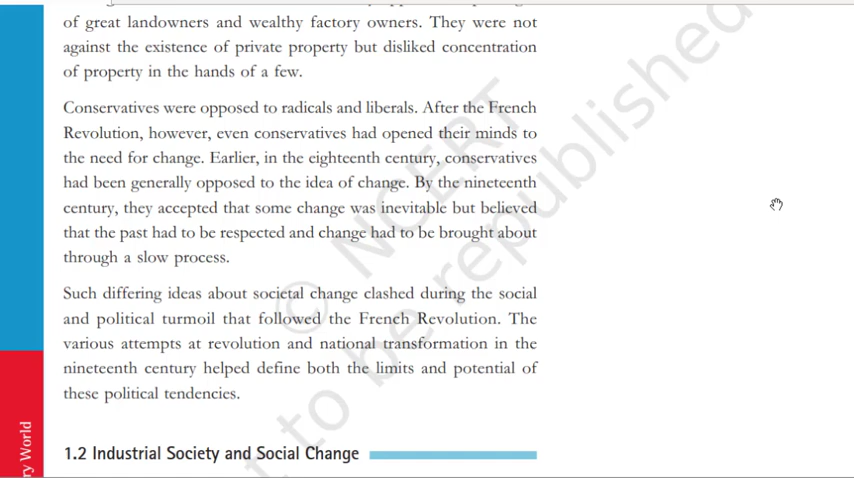 of great landowners and wealthy factory owners. They were not
against the existence of private property but disliked concentration
of property in the hands of a few.
Conservatives were opposed to radicals and liberals. After the French
Revolution, however, even conservatives had opened their minds to
the need for change. Earlier, in the eighteenth century, conservatives
had been generally opposed to the idea of change. By the nineteenth
century, they accepted that some change was inevitable but believed
that the past had to be respected and change had to be brought about
through a slow process.
Such differing ideas about societal change clashed during the social
and political turmoil that followed the French Revolution. The
various attempts at revolution and national transformation in the
nineteenth century helped define both the limits and potential of
these political tendencies.
1.2 Industrial Society and Social Change
ry World
© NCERT
t to be republished